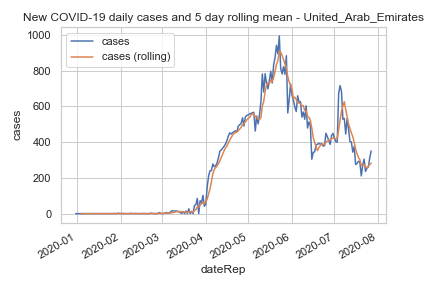 New COVID-19 daily cases and 5 day rolling mean - United_Arab_Emirates
cases
cases (rolling)
1000
800
600
400
200
0
cases
2020-01
2020-02
2020-03
2020-04
2020-05
2020-06
2020-07
2020-08
dateRep